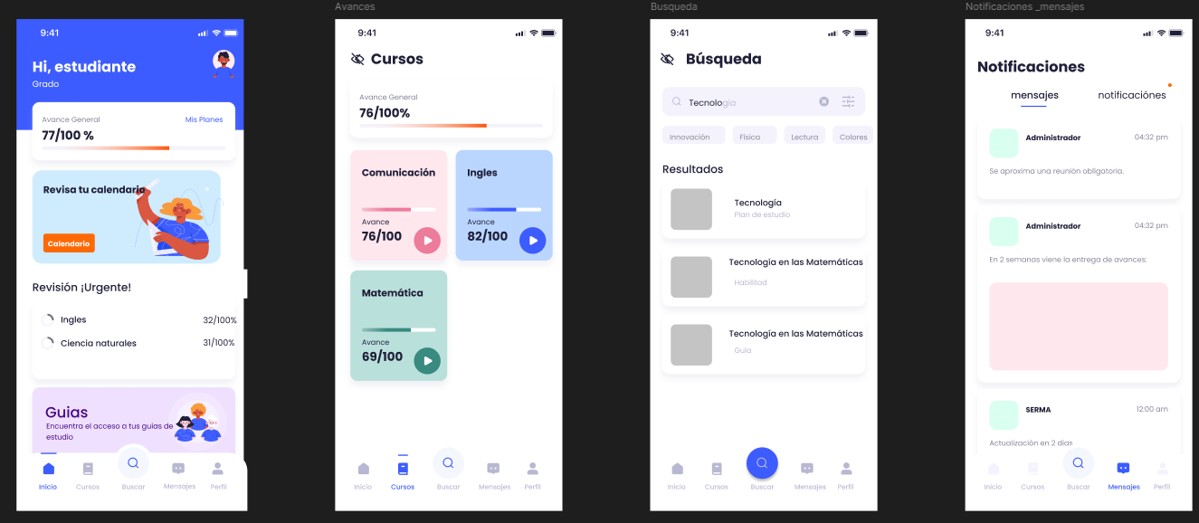 Avances
Busqueda
Notificaciones _mensajes
9:41
Hi, estudiante
Grado
Avance General
Mis Planes
77/100 %
Revisa tu calendario
Calendario
Revisión ¡Urgente!
Ingles 32/100%
Ciencia naturales 31/100%
Guias
Encuentra el acceso a tus guias de
estudio
Inicio Cursos Buscar Mensajes Perfil
9:41
Cursos
Avance General
76/100%
Comunicación
Avance
76/100
Ingles
Avance
82/100
Matemática
Avance
69/100
Inicio Cursos Buscar Mensajes Perfil
9:41
Búsqueda
Tecnologia
Innovación Física Lectura Colores
Resultados
Tecnología
Plan de estudio
Tecnología en las Matemáticas
Habilitad
Tecnología en las Matemáticas
Guia
Inicio Cursos Buscar Mensajes Perfil
9:41
Notificaciones
mensajes notificaciónes
Administrador 04:32 pm
Se aproxima una reunión obligatoria.
Administrador 04:32 pm
En 2 semanas viene la entrega de avances:
SERMA 12:00 am
Actualización en 2 dias
Inicio Cursos Buscar Mensajes Perfil